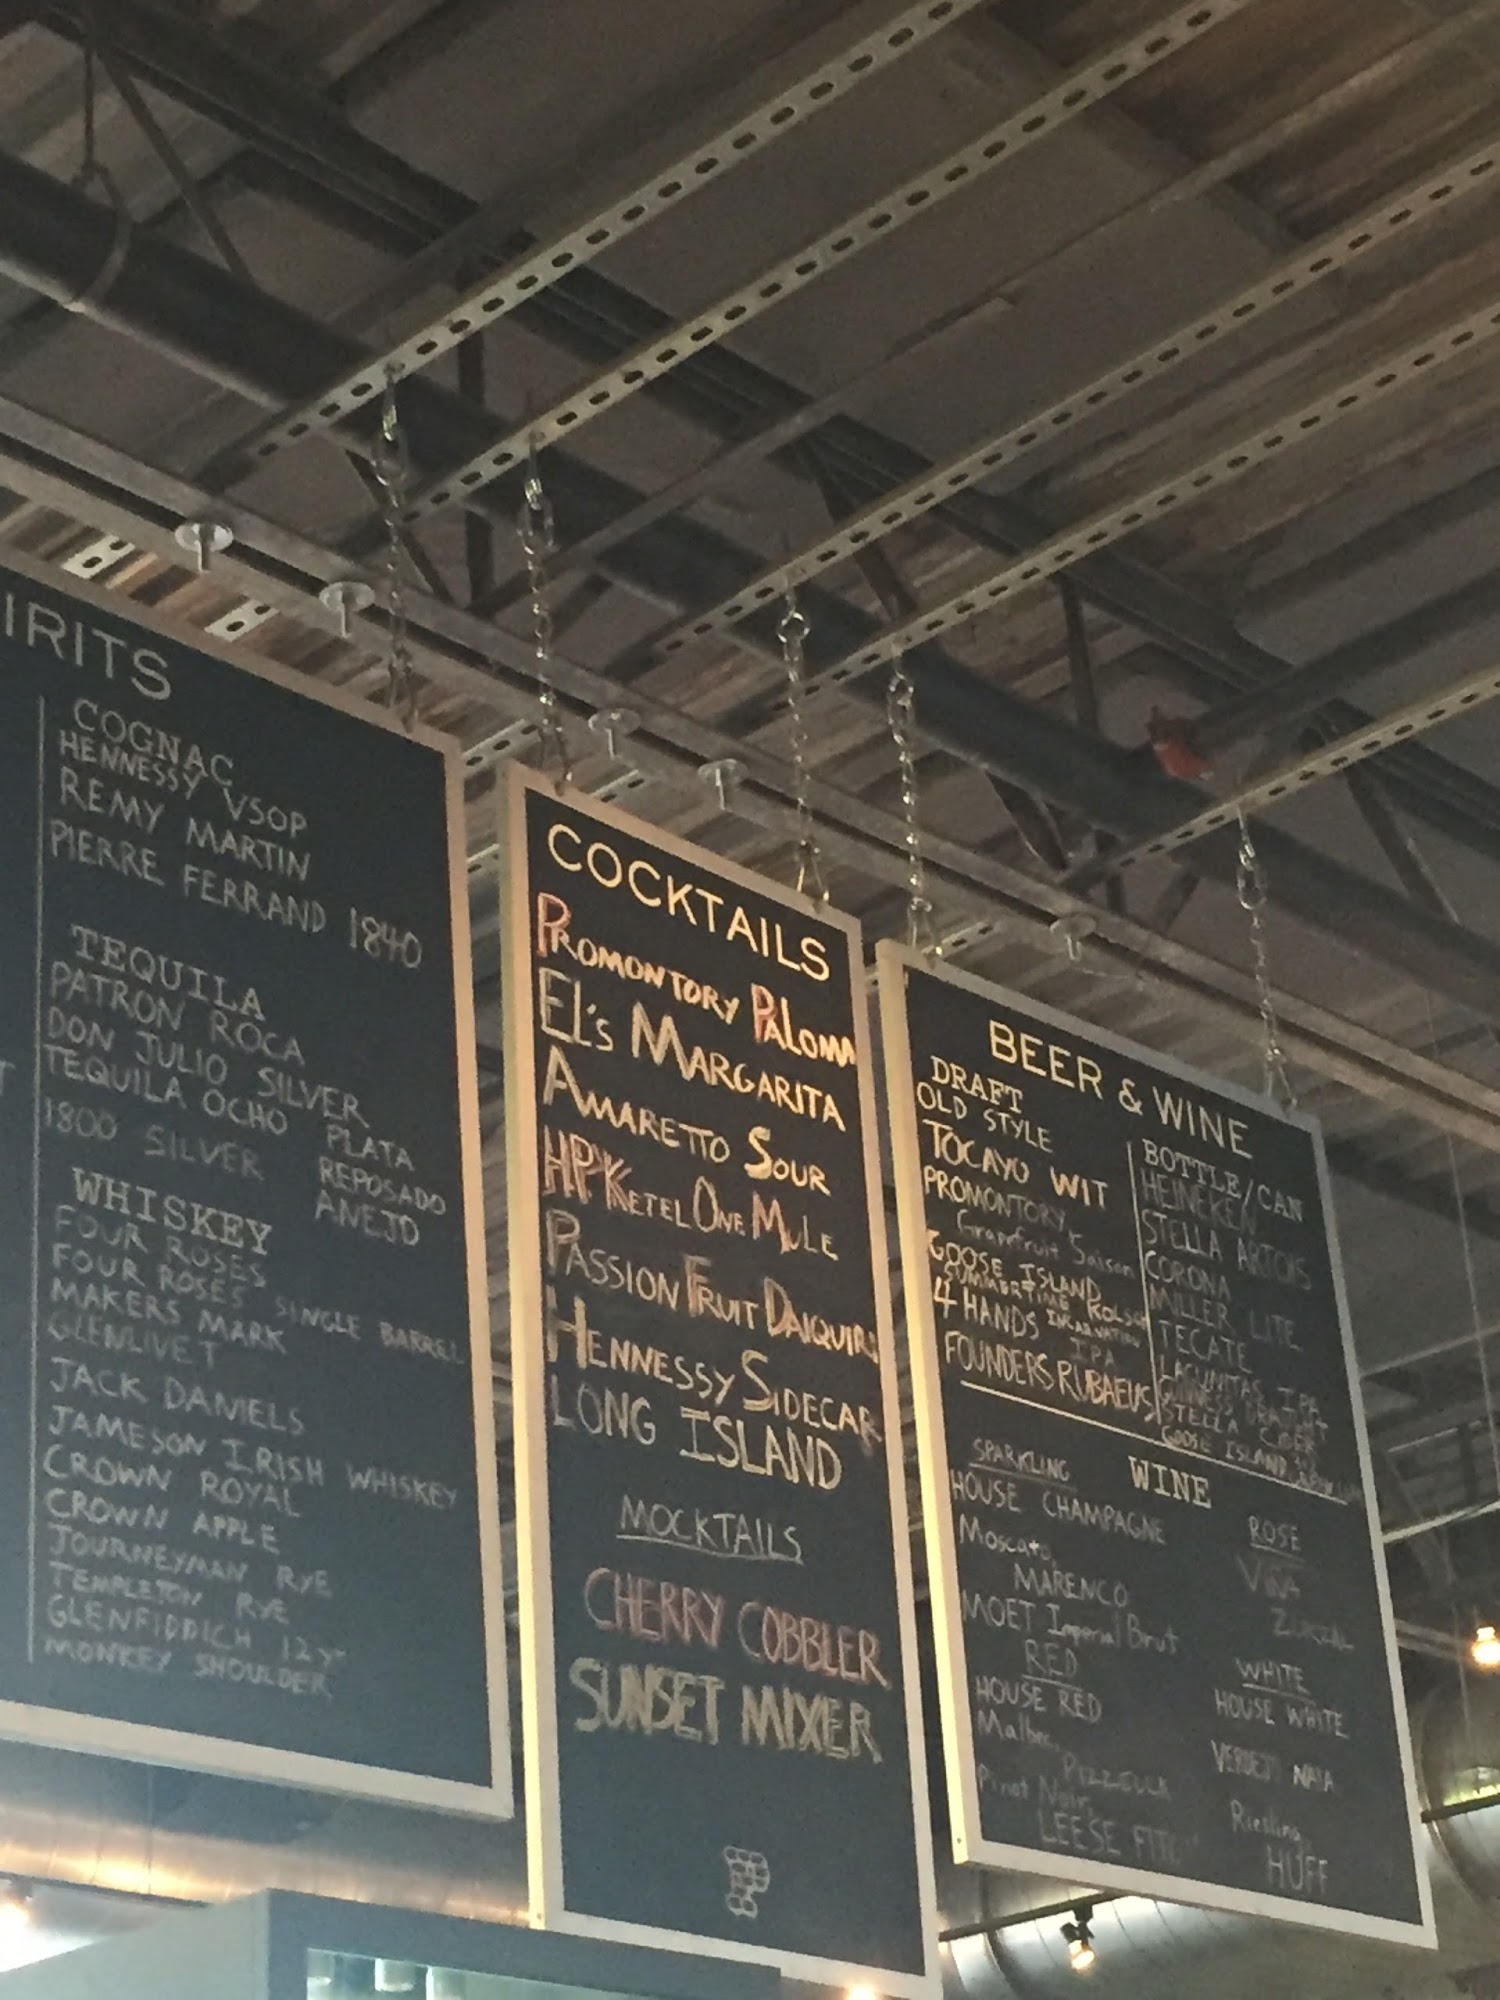 IRITS
COGNAC
HENNESSY VSOP
REMY MARTIN
PIERRE FERRAND 1840
TEQUILA
PATRON ROCA
DON JULIO SILVER
TEQUILA OCHO PLATA
REPOSADO
1800 SILVER ANEJO
WHISKEY
FOUR ROSES
FOUR ROSES SINGLE BARREL
MAKERS MARK
GLENLIVET
JACK DANIELS
JAMESON IRISH WHISKEY
CROWN ROYAL
CROWN APPLE
JOURNEYMAN RYE
TEMPLETON RYE
GLENFIDDICH 12yr
MONKEY SHOULDER
COCKTAILS
PROMONTORY PALOMA
EL's MARGARITA
AMARETTO SOUR
HPK KETEL ONE MULE
PASSION FRUIT DAIQUIRI
HENNESSY SIDECAR
LONG ISLAND
MOCKTAILS
CHERRY COBBLER
SUNSET MIXER
BEER & WINE
DRAFT
OLD STYLE
TOCAYO WIT
PROMONTORY
Grapefruit Saison
GOOSE ISLAND
SUMMERTIME KOLSCH
4 HANDS INCARNATION
IPA
FOUNDERS RUBAEUS
BOTTLE/CAN
HEINEKEN
STELLA ARTOIS
CORONA
MILLER LITE
TECATE
LAGUNITAS IPA
GUINNESS DRAUGHT
STELLA CIDER
GOOSE ISLAND 312
WINE
SPARKLING
HOUSE CHAMPAGNE
Moscato,
MARENCO
MOET Imperial Brut
RED
HOUSE RED
Malbec,
PIZZELLA
Pinot Noir,
LEESE FITCH
ROSE
VIÑA
ZORZAL
WHITE
HOUSE WHITE
NAIA
Riesling,
HUFF